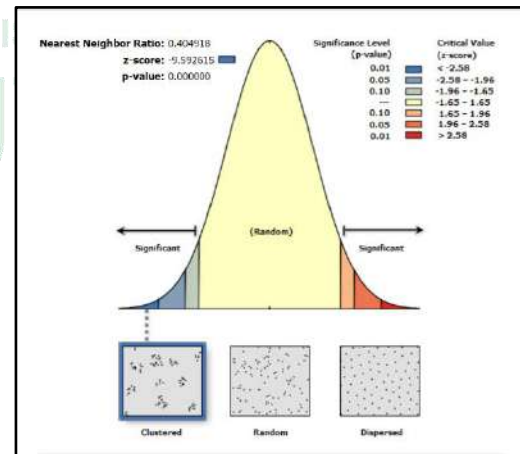 Nearest Neighbor Ratio: 0.404918
z-score: -9.592615
p-value: 0.000000
Significance Level (p-value)
Critical Value (z-score)
0.01 < -2.58
0.05 -2.58 – -1.96
0.10 -1.96 – -1.65
— -1.65 – 1.65
0.10 1.65 – 1.96
0.05 1.96 – 2.58
0.01 > 2.58
Significant
(Random)
Significant
Clustered
Random
Dispersed